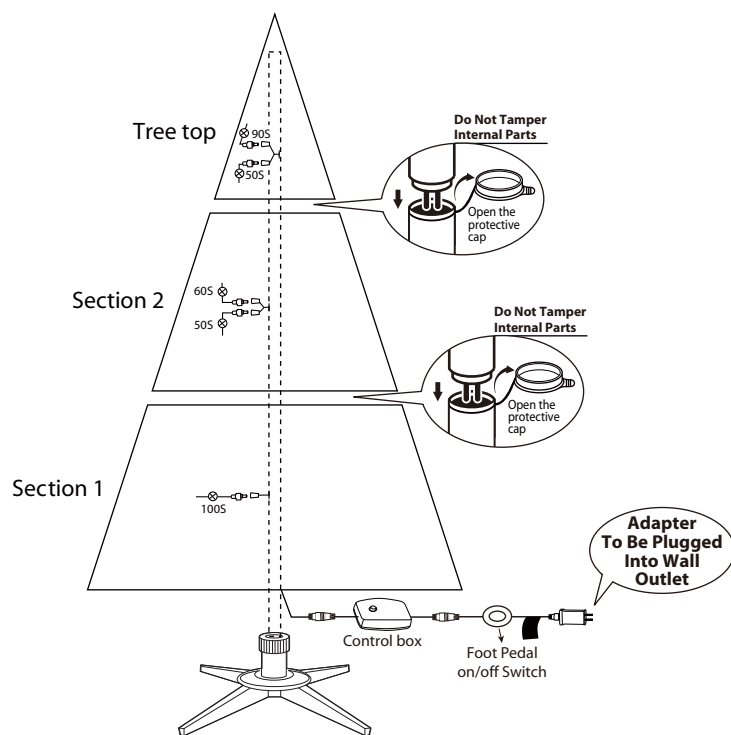 Tree top
90S
50S
Do Not Tamper
Internal Parts
Open the
protective
cap
Section 2
60S
50S
Do Not Tamper
Internal Parts
Open the
protective
cap
Section 1
100S
Adapter
To Be Plugged
Into Wall
Outlet
Control box
Foot Pedal
on/off Switch